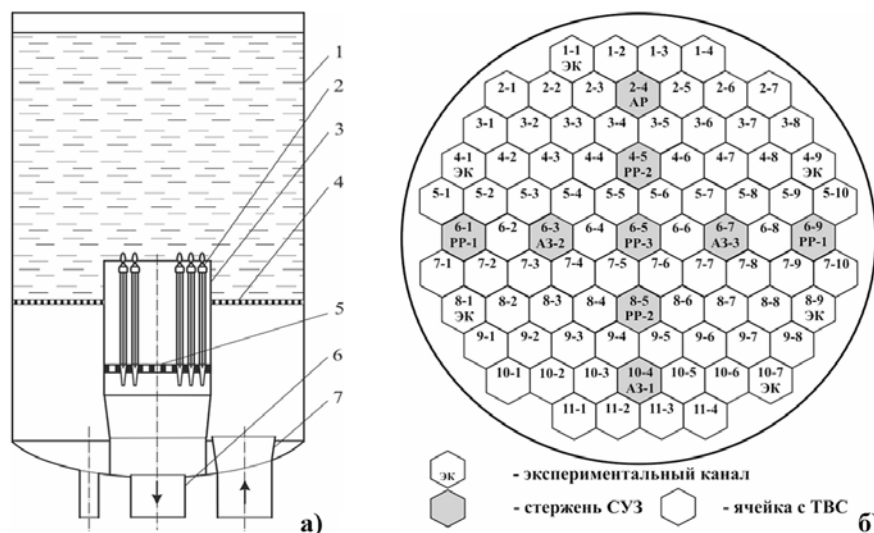 1
2
3
4
5
6
7
а)
1-1 1-2 1-3 1-4
ЭК
2-1 2-2 2-3 2-4 2-5 2-6 2-7
АР
3-1 3-2 3-3 3-4 3-5 3-6 3-7 3-8
4-1 4-2 4-3 4-4 4-5 4-6 4-7 4-8 4-9
ЭК РР-2 ЭК
5-1 5-2 5-3 5-4 5-5 5-6 5-7 5-8 5-9 5-10
6-1 6-2 6-3 6-4 6-5 6-6 6-7 6-8 6-9
РР-1 АЗ-2 РР-3 АЗ-3 РР-1
7-1 7-2 7-3 7-4 7-5 7-6 7-7 7-8 7-9 7-10
8-1 8-2 8-3 8-4 8-5 8-6 8-7 8-8 8-9
ЭК РР-2 ЭК
9-1 9-2 9-3 9-4 9-5 9-6 9-7 9-8
10-1 10-2 10-3 10-4 10-5 10-6 10-7
АЗ-1 ЭК
11-1 11-2 11-3 11-4
ЭК - экспериментальный канал
- стержень СУЗ - ячейка с ТВС
б)